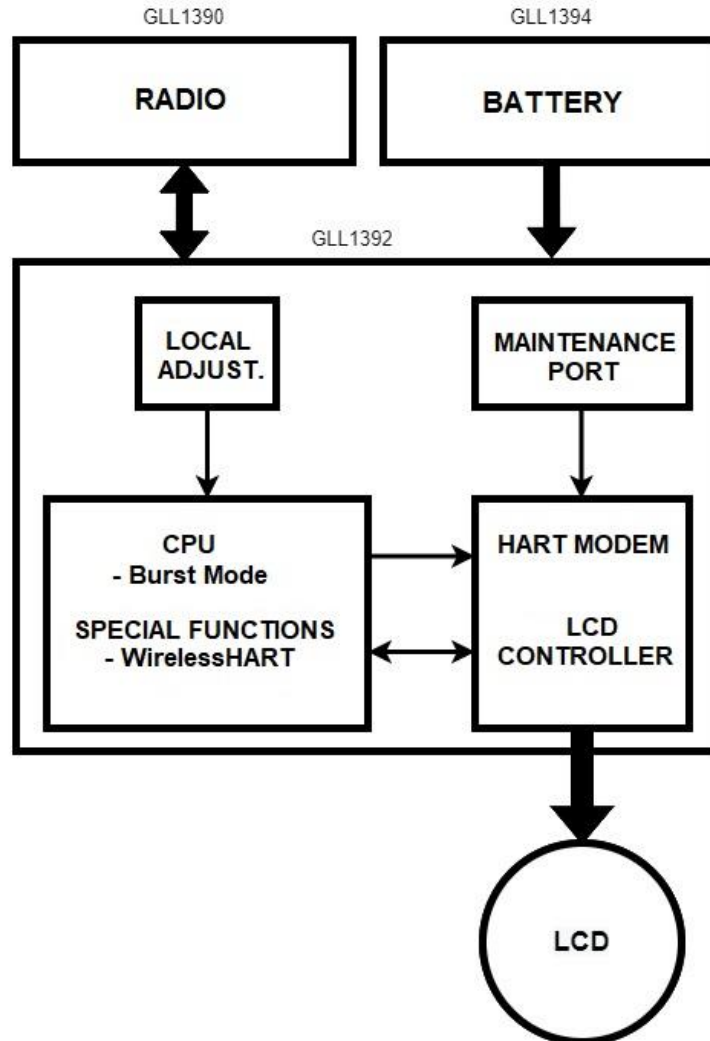 GLL1390
GLL1394
RADIO
BATTERY
GLL1392
LOCAL
ADJUST.
MAINTENANCE
PORT
CPU
- Burst Mode
SPECIAL FUNCTIONS
- WirelessHART
HART MODEM
LCD
CONTROLLER
LCD